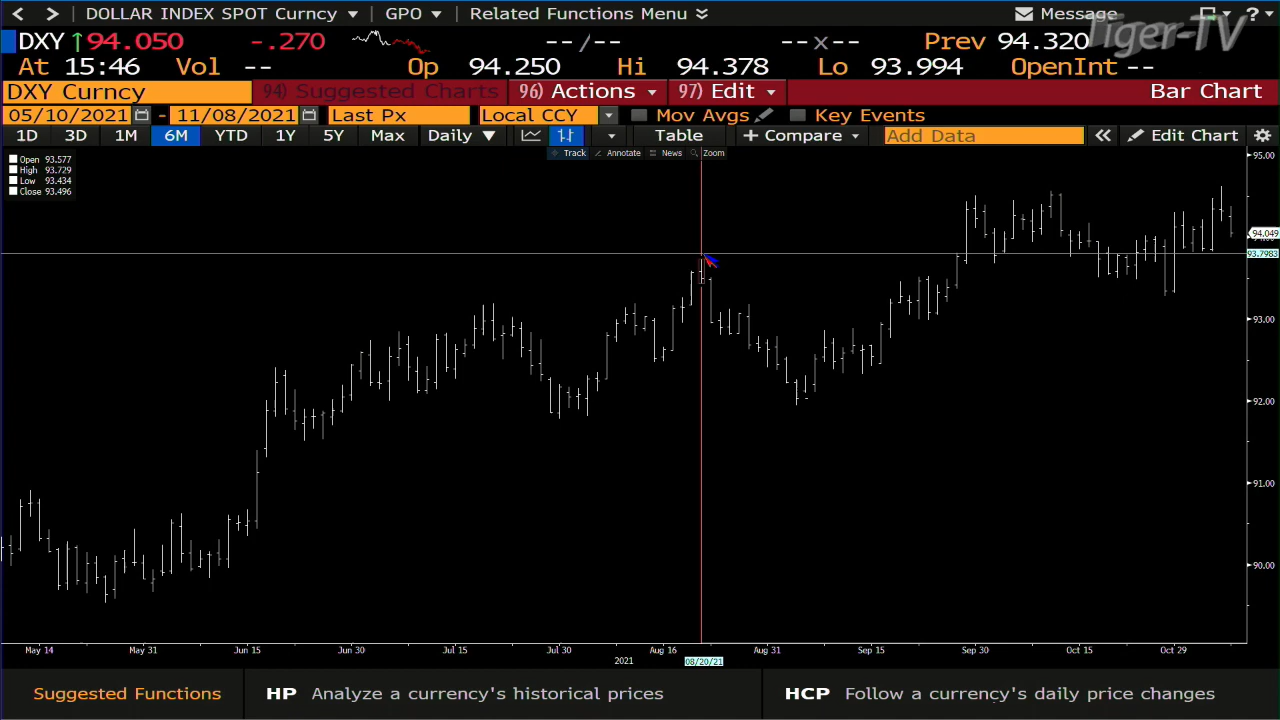 < > DOLLAR INDEX SPOT Curncy GPO Related Functions Menu Message ?
Tiger-TV
DXY ↑94.050 -.270 --/-- --x-- Prev 94.320
At 15:46 Vol -- Op 94.250 Hi 94.378 Lo 93.994 OpenInt --
DXY Curncy 94) Suggested Charts 96) Actions 97) Edit Bar Chart
05/10/2021 - 11/08/2021 Last Px Local CCY Mov Avgs Key Events
1D 3D 1M 6M YTD 1Y 5Y Max Daily ▼ Table + Compare Add Data « Edit Chart
Track Annotate News Zoom
Open 93.577
High 93.729
Low 93.434
Close 93.496
95.00
94.049
93.7983
93.00
92.00
91.00
90.00
May 14 May 31 Jun 15 Jun 30 Jul 15 Jul 30 Aug 16 Aug 31 Sep 15 Sep 30 Oct 15 Oct 29
2021 08/20/21
Suggested Functions HP Analyze a currency's historical prices HCP Follow a currency's daily price changes